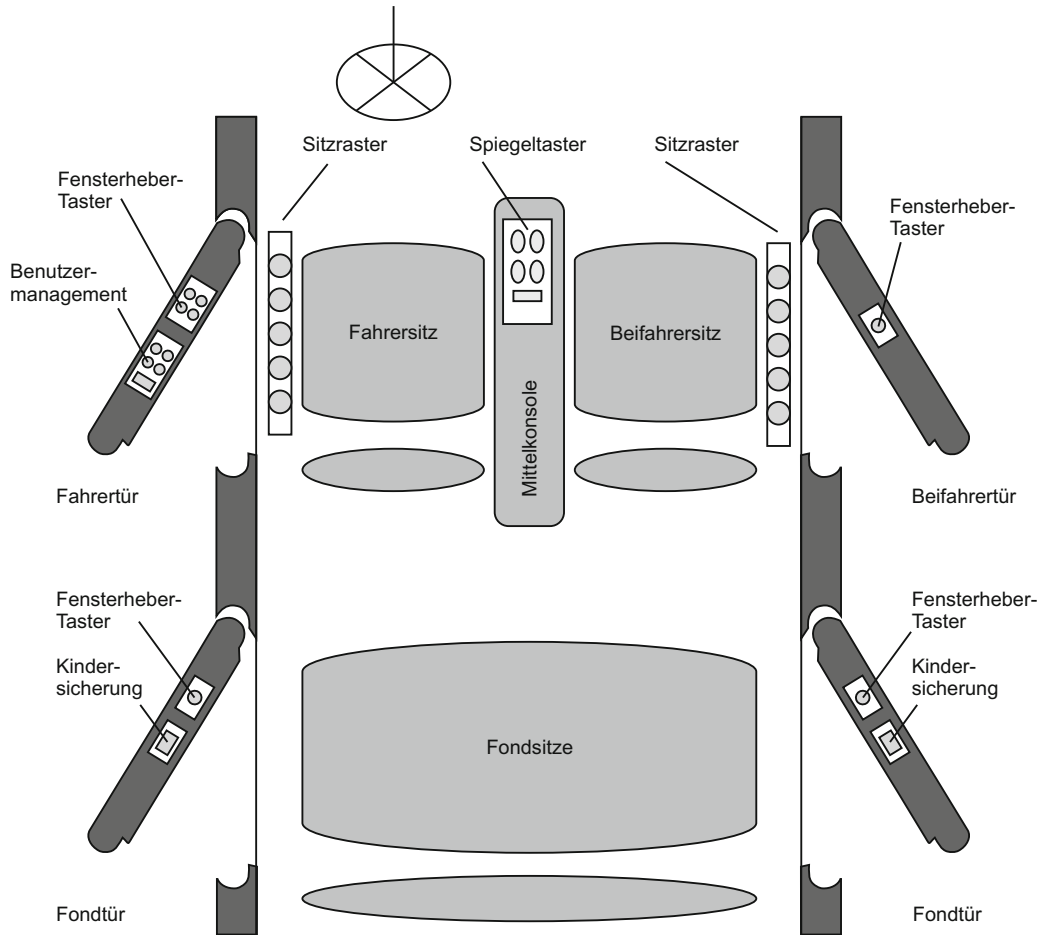 Sitzraster
Spiegeltaster
Sitzraster
Fensterheber-
Taster
Fensterheber-
Taster
Benutzer-
management
Fahrersitz
Beifahrersitz
Mittelkonsole
Fahrertür
Beifahrertür
Fensterheber-
Taster
Fensterheber-
Taster
Kinder-
sicherung
Kinder-
sicherung
Fondsitze
Fondtür
Fondtür